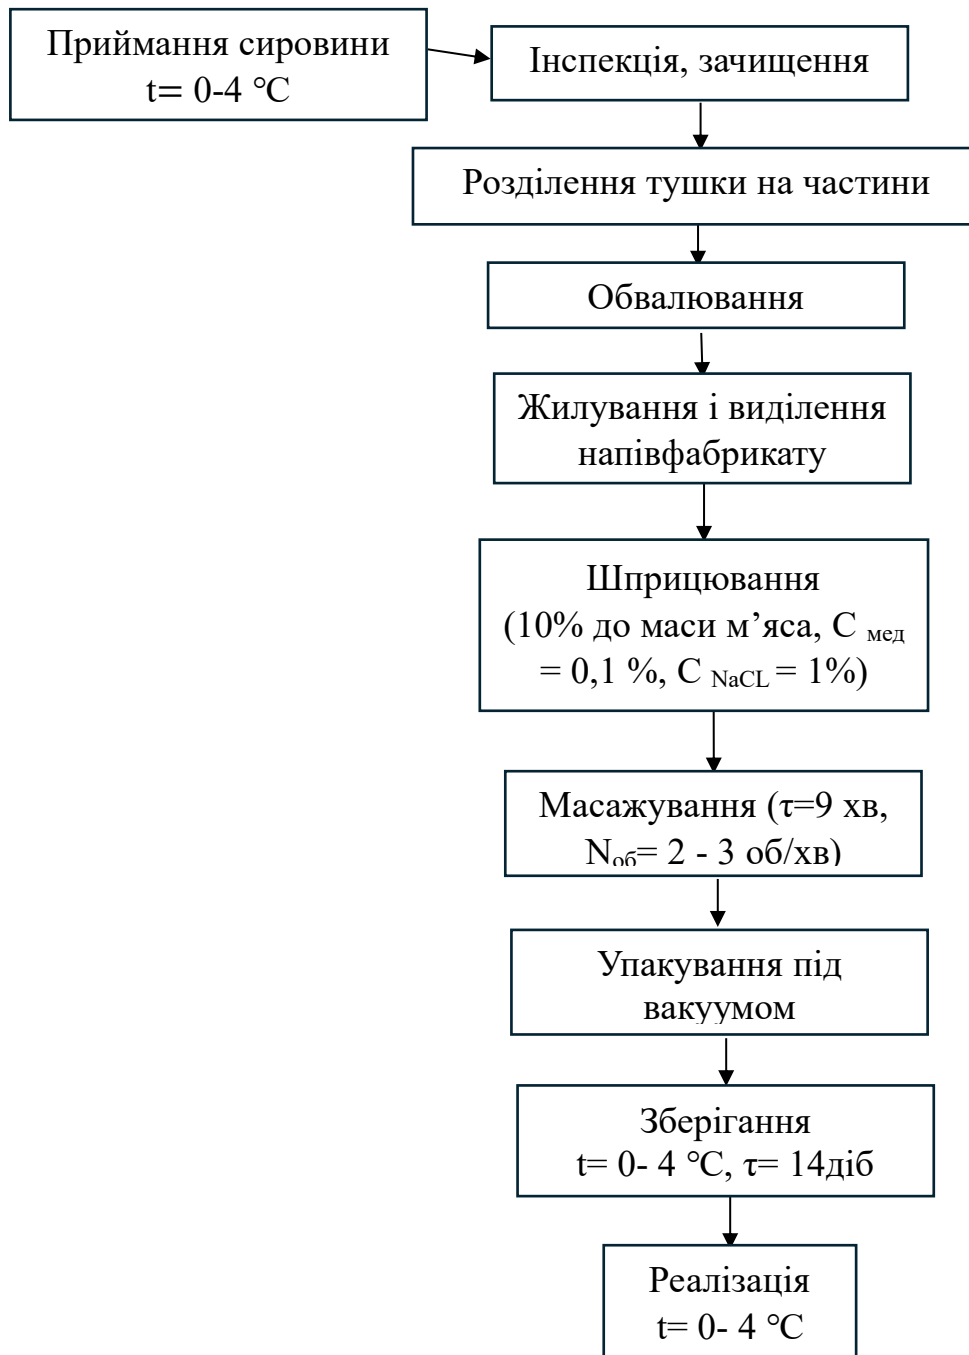 Приймання сировини
t= 0-4 °C
Інспекція, зачищення
Розділення тушки на частини
Обвалювання
Жилування і виділення
напівфабрикату
Шприцювання
(10% до маси м’яса, С мед
= 0,1 %, С NaCL = 1%)
Масажування (τ=9 хв,
Nоб= 2 - 3 об/хв)
Упакування під
вакуумом
Зберігання
t= 0- 4 °C, τ= 14діб
Реалізація
t= 0- 4 °C